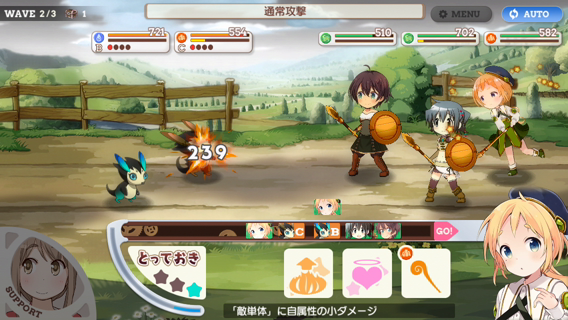 WAVE 2/3 1
通常攻撃
MENU
AUTO
721
B
554
C
510
702
582
239
C
B
GO!
とっておき
SUPPORT
「敵単体」に自属性の小ダメージ